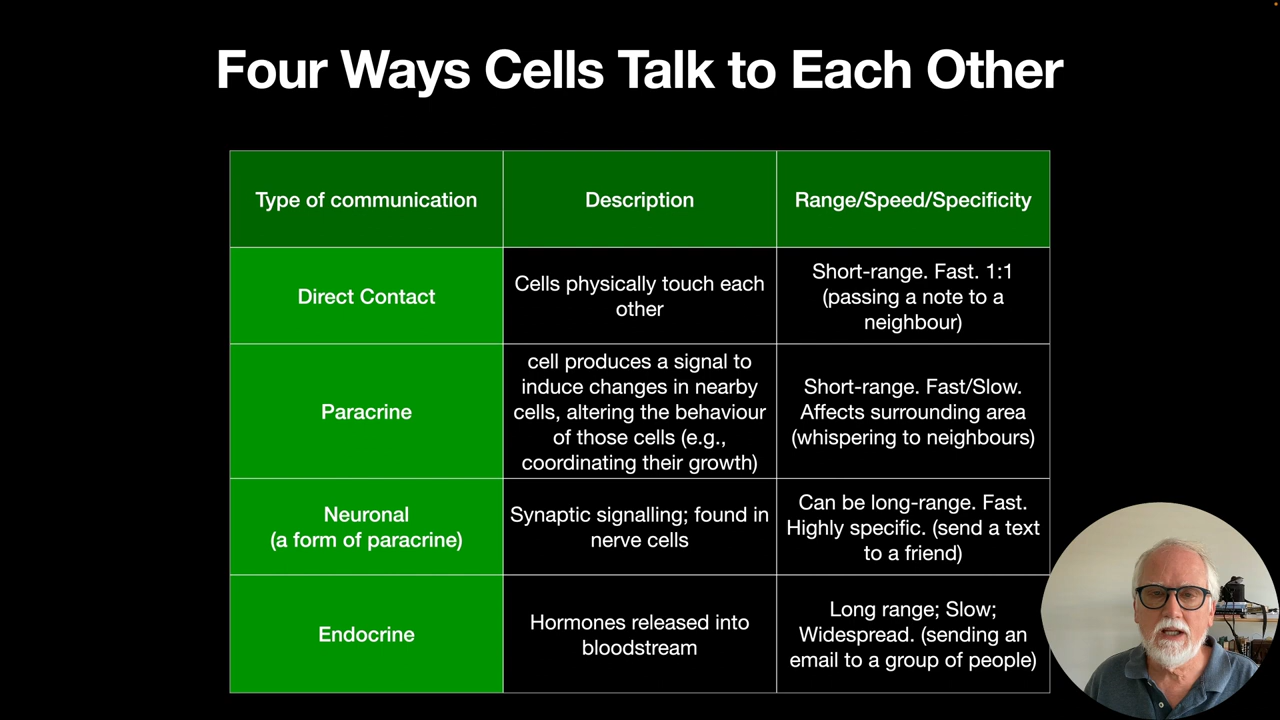 Four Ways Cells Talk to Each Other
Type of communication
Description
Range/Speed/Specificity
Direct Contact
Cells physically touch each
other
Short-range. Fast. 1:1
(passing a note to a
neighbour)
Paracrine
cell produces a signal to
induce changes in nearby
cells, altering the behaviour
of those cells (e.g.,
coordinating their growth)
Short-range. Fast/Slow.
Affects surrounding area
(whispering to neighbours)
Neuronal
(a form of paracrine)
Synaptic signalling; found in
nerve cells
Can be long-range. Fast.
Highly specific. (send a text
to a friend)
Endocrine
Hormones released into
bloodstream
Long range; Slow;
Widespread. (sending an
email to a group of people)